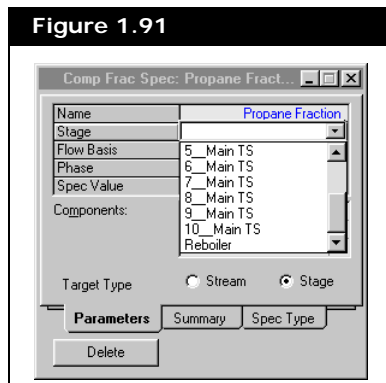 Figure 1.91
Comp Frac Spec: Propane Fract...
Name Propane Fraction
Stage
Flow Basis
Phase
Spec Value
5__Main TS
6__Main TS
7__Main TS
8__Main TS
9__Main TS
10__Main TS
Reboiler
Components:
Target Type Stream Stage
Parameters Summary Spec Type
Delete